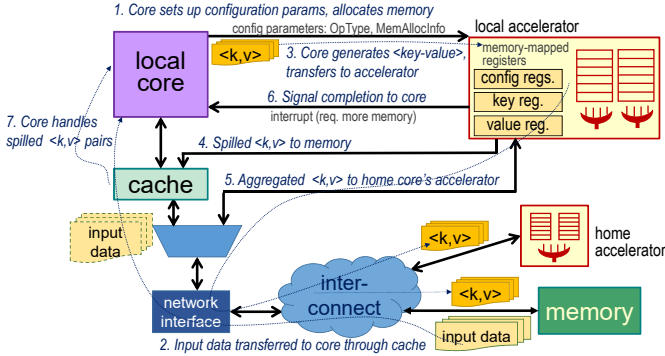 1. Core sets up configuration params, allocates memory
config parameters: OpType, MemAllocInfo
local accelerator
local
core
<k,v>
3. Core generates <key-value>,
transfers to accelerator
memory-mapped
registers
config regs.
key reg.
value reg.
6. Signal completion to core
interrupt (req. more memory)
7. Core handles
spilled <k,v> pairs
4. Spilled <k,v> to memory
cache
5. Aggregated <k,v> to home core's accelerator
input
data
<k,v>
home
accelerator
inter-
connect
<k,v>
network
interface
memory
input data
2. Input data transferred to core through cache